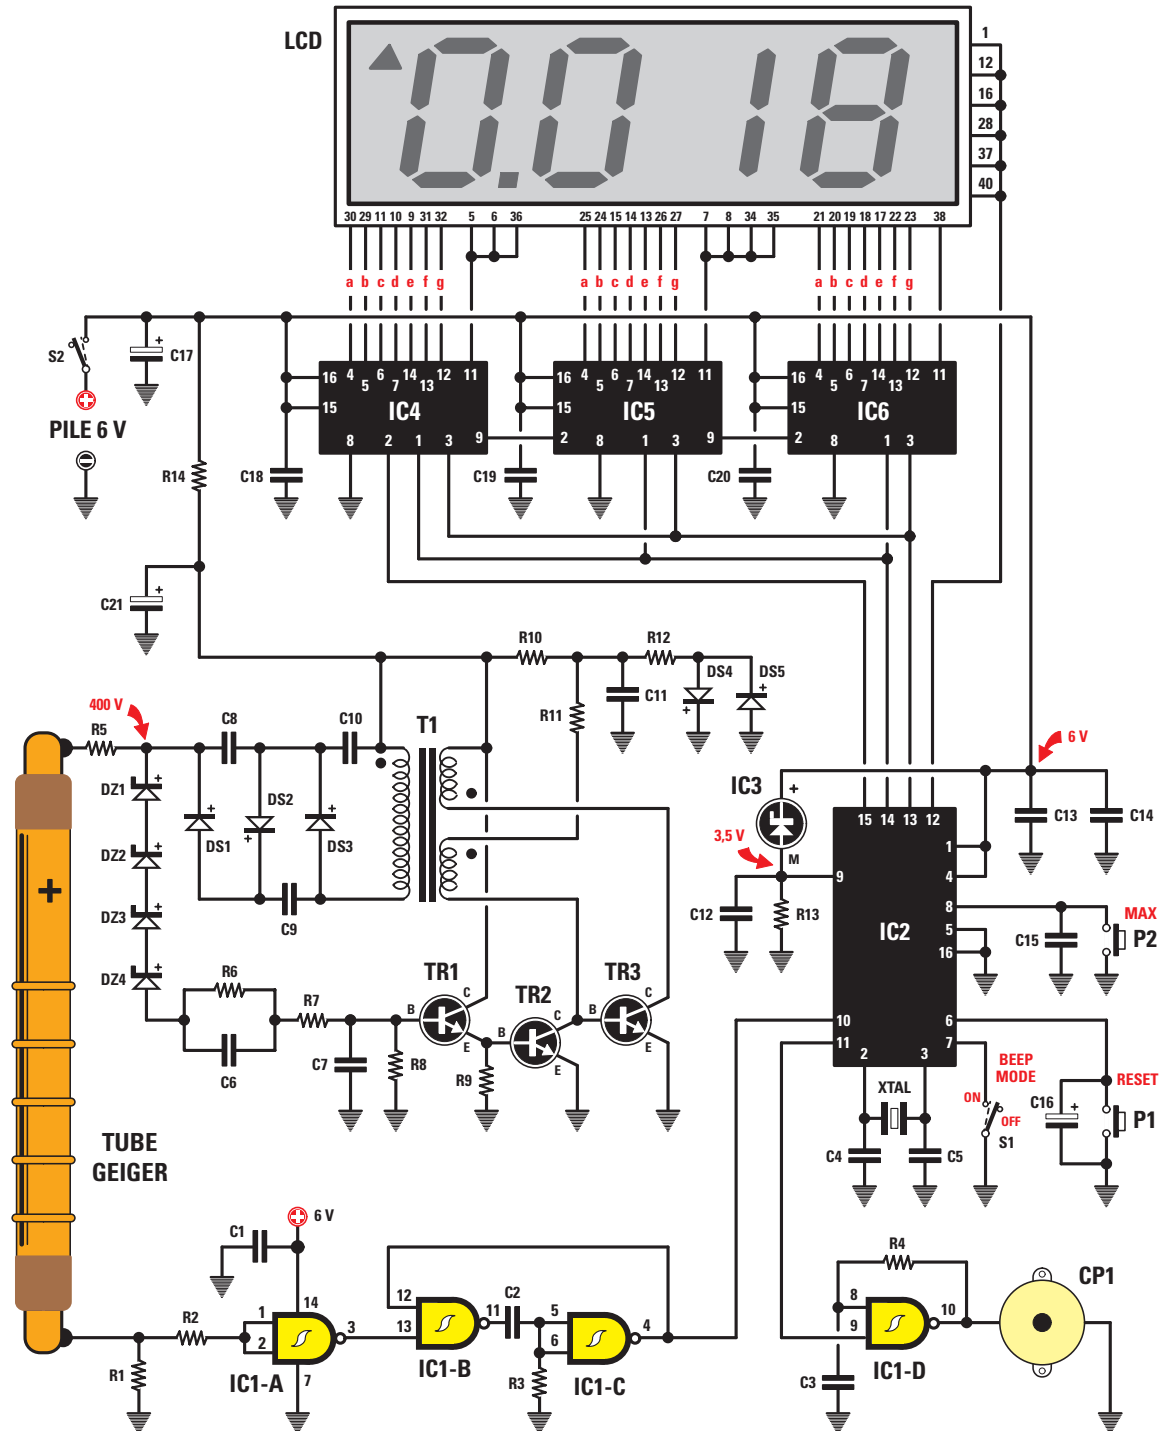 LCD
1
12
16
28
37
40
0.0 18
30 29 11 10 9 31 32 5 6 36 25 24 15 14 13 26 27 7 8 34 35 21 20 19 18 17 22 23 38
a b c d e f g a b c d e f g a b c d e f g
S2 + C17
PILE 6 V
16 4 5 6 7 14 13 12 11
15 IC4
8 2 1 3 9
16 4 5 6 7 14 13 12 11
15 IC5
2 8 1 3 9
16 4 5 6 7 14 13 12 11
15 IC6
2 8 1 3
R14 C18 C19 C20
C21 +
R10 R12
R11 C11 DS4 + DS5 +
400 V
R5 C8 C10 T1
DZ1 +
DS1 + DS2 + DS3 +
DZ2 +
DZ3 +
DZ4 +
C9
+
6 V
IC3 +
3,5 V M
C12 R13
C13 C14
15 14 13 12
1
4
9 8
IC2 5
16
10 6
11 7
2 3
C15 MAX P2
R6
C6
R7
C7 R8 R9
TR1 B C E
TR2 B C E
TR3 B C E
XTAL
C4 C5
BEEP
MODE
ON
OFF
S1
RESET
C16 + P1
TUBE
GEIGER
6 V
C1
R2 1 2 14 3 7
R1 IC1-A
12 13 11
IC1-B
C2
R3
5 6 4
IC1-C
R4
8 9 10
C3 IC1-D
CP1